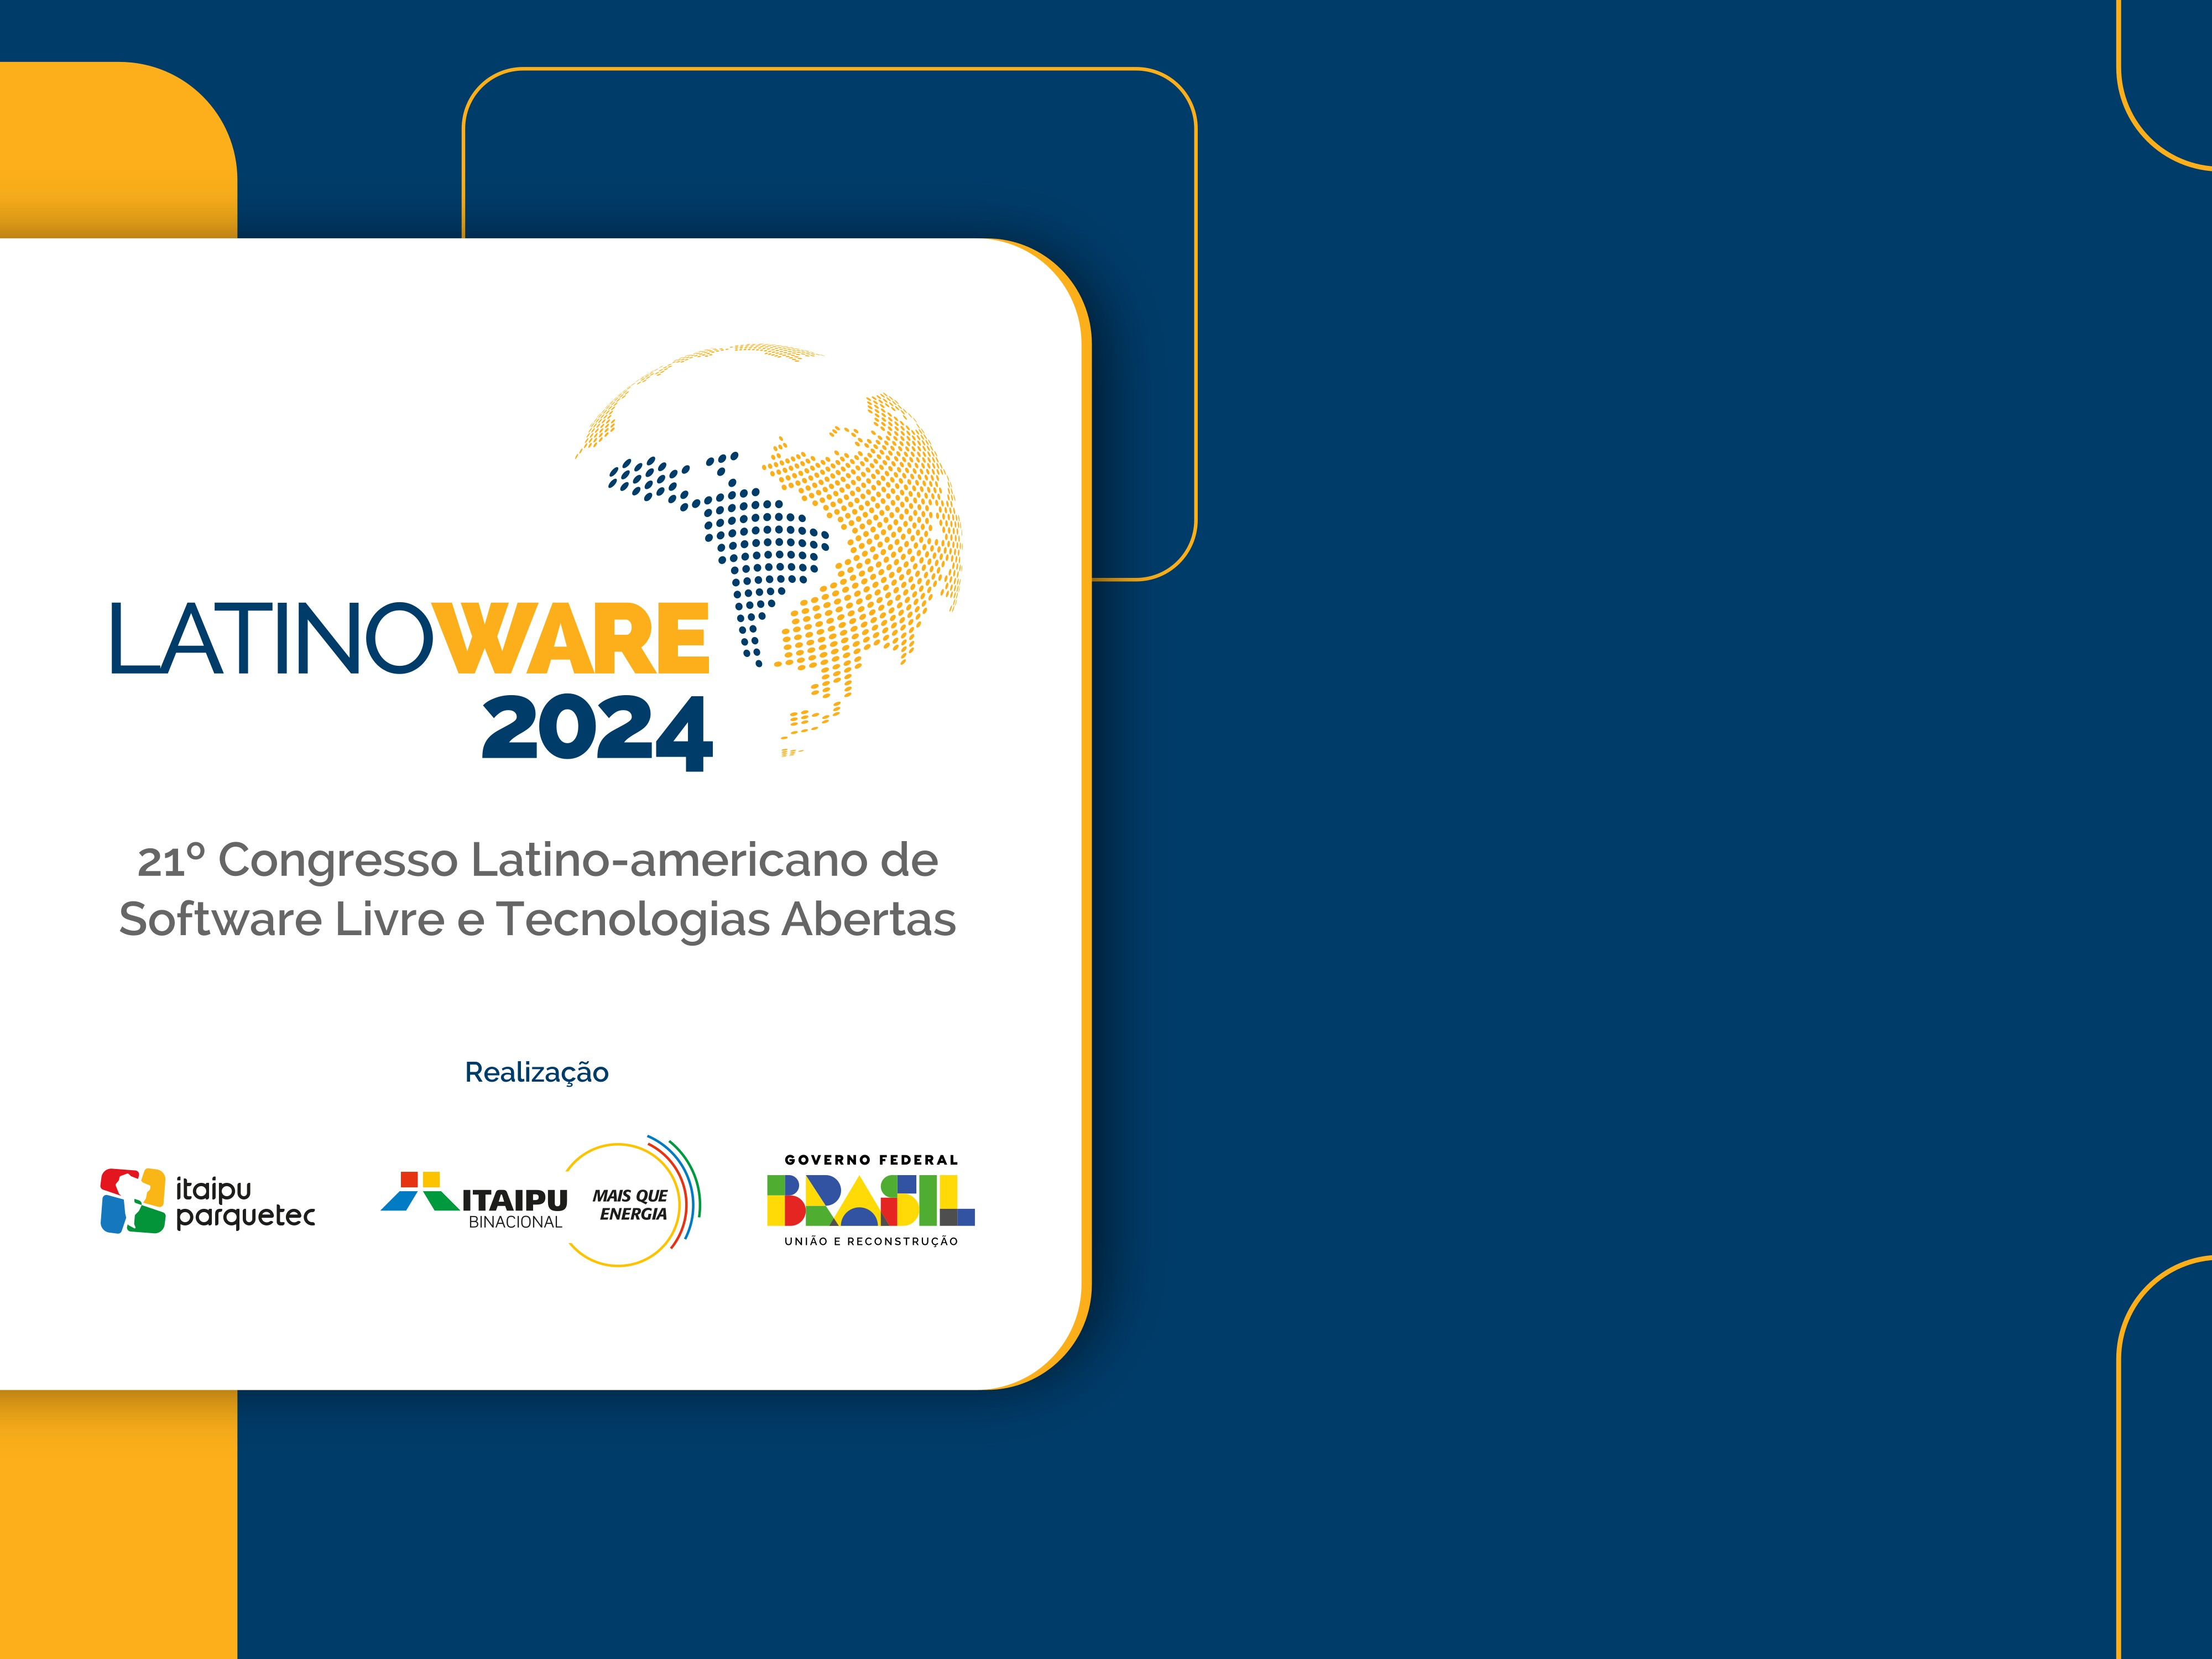 LATINOWARE
2024
21º Congresso Latino-americano de
Software Livre e Tecnologias Abertas
Realização
itaipu
parquetec
ITAIPU
BINACIONAL
MAIS QUE
ENERGIA
GOVERNO FEDERAL
BRASIL
UNIÃO E RECONSTRUÇÃO